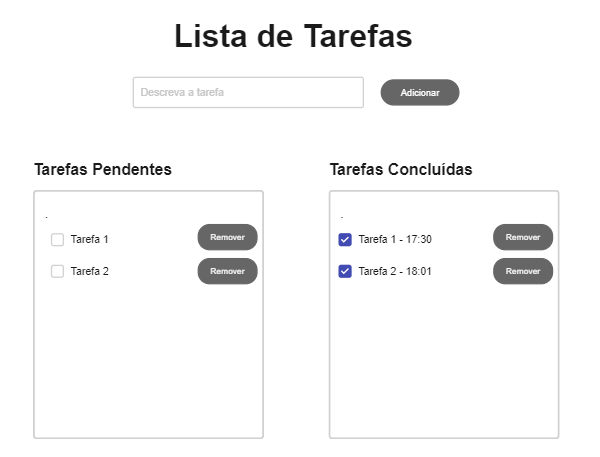 Lista de Tarefas
Descreva a tarefa
Adicionar
Tarefas Pendentes
.
Tarefa 1
Remover
Tarefa 2
Remover
Tarefas Concluídas
.
Tarefa 1 - 17:30
Remover
Tarefa 2 - 18:01
Remover